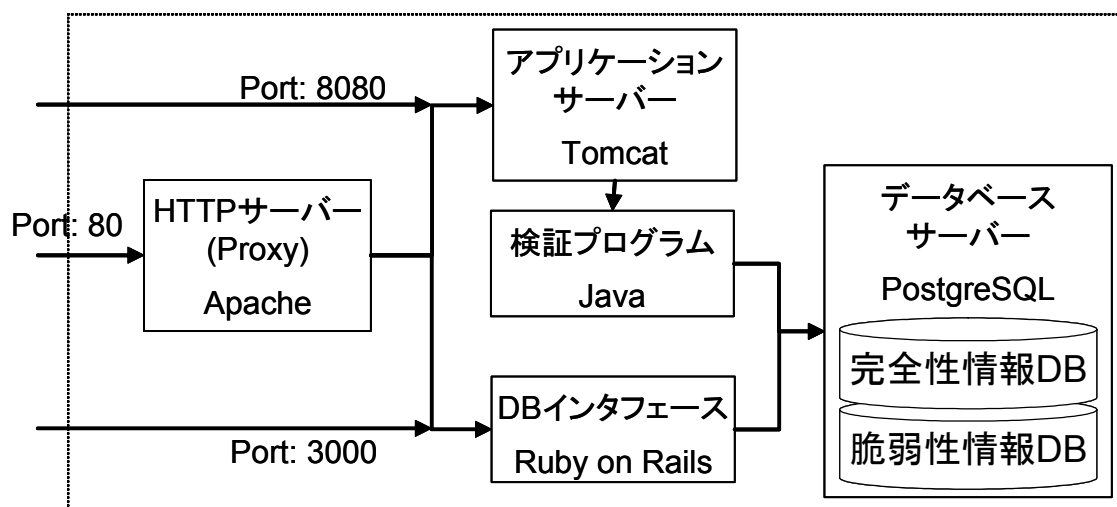 Port: 8080
アプリケーション
サーバー
Tomcat
Port: 80
HTTPサーバー
(Proxy)
Apache
検証プログラム
Java
データベース
サーバー
PostgreSQL
完全性情報DB
脆弱性情報DB
DBインタフェース
Ruby on Rails
Port: 3000